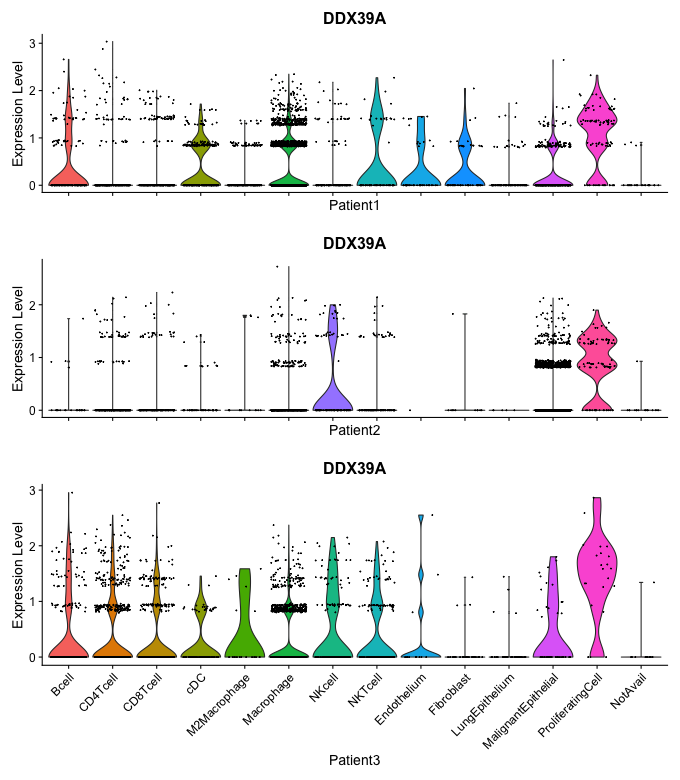 DDX39A
Expression Level
3
2
1
0
Patient1
DDX39A
Expression Level
2
1
0
Patient2
DDX39A
Expression Level
3
2
1
0
Bcell
CD4Tcell
CD8Tcell
cDC
M2Macrophage
Macrophage
NKcell
NKTcell
Endothelium
Fibroblast
LungEpithelium
MalignantEpithelial
ProliferatingCell
NotAvail
Patient3